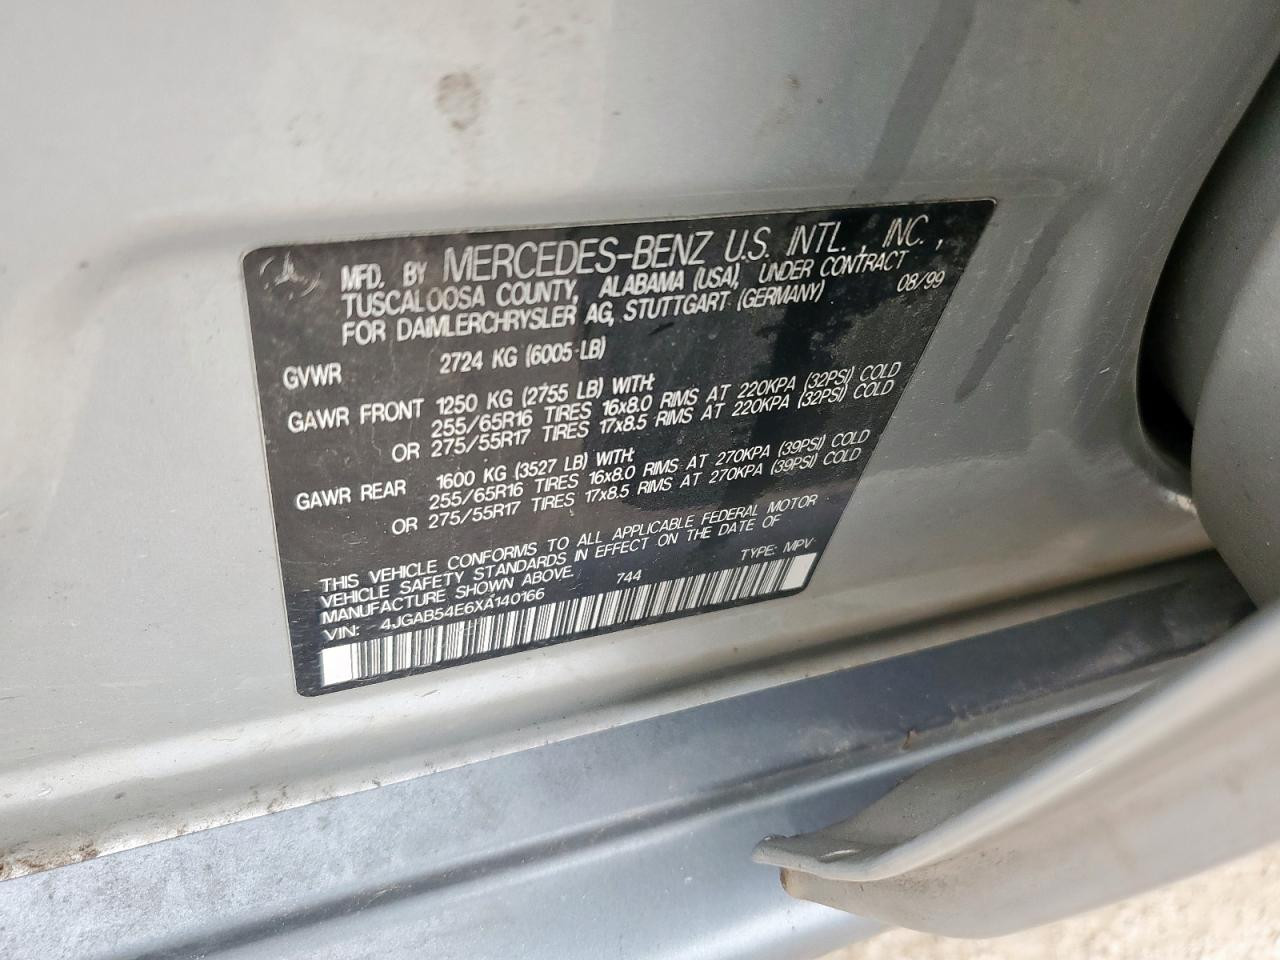 MFD. BY MERCEDES-BENZ U.S. INTL., INC.,
TUSCALOOSA COUNTY, ALABAMA (USA), UNDER CONTRACT
FOR DAIMLERCHRYSLER AG, STUTTGART (GERMANY) 08/99
GVWR 2724 KG (6005 LB)
GAWR FRONT 1250 KG (2755 LB) WITH:
255/65R16 TIRES 16x8.0 RIMS AT 220KPA (32PSI) COLD
OR 275/55R17 TIRES 17x8.5 RIMS AT 220KPA (32PSI) COLD
GAWR REAR 1600 KG (3527 LB) WITH:
255/65R16 TIRES 16x8.0 RIMS AT 270KPA (39PSI) COLD
OR 275/55R17 TIRES 17x8.5 RIMS AT 270KPA (39PSI) COLD
THIS VEHICLE CONFORMS TO ALL APPLICABLE FEDERAL MOTOR
VEHICLE SAFETY STANDARDS IN EFFECT ON THE DATE OF
MANUFACTURE SHOWN ABOVE. 744 TYPE: MPV
VIN: 4JGAB54E6XA140166